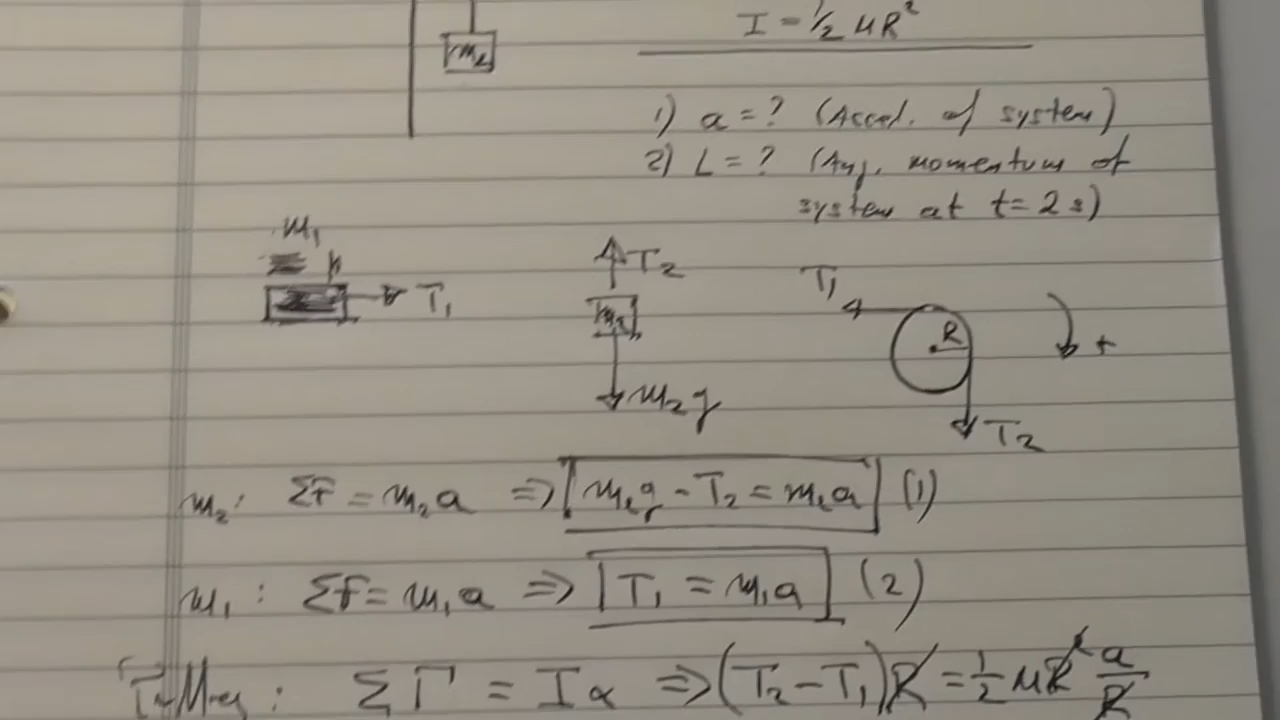 I = 1/2 MR²
m₂
1) a = ? (Accel. of system)
2) L = ? (Ang. momentum of
system at t = 2 s)
m₁
T₁
T₂
m₂
m₂g
T₁
R
+
T₂
m₂: ΣF = m₂a ⇒ m₂g - T₂ = m₂a (1)
m₁: ΣF = m₁a ⇒ T₁ = m₁a (2)
: ΣΓ = Iα ⇒ (T₂ - T₁)R = 1/2 MR² a/R